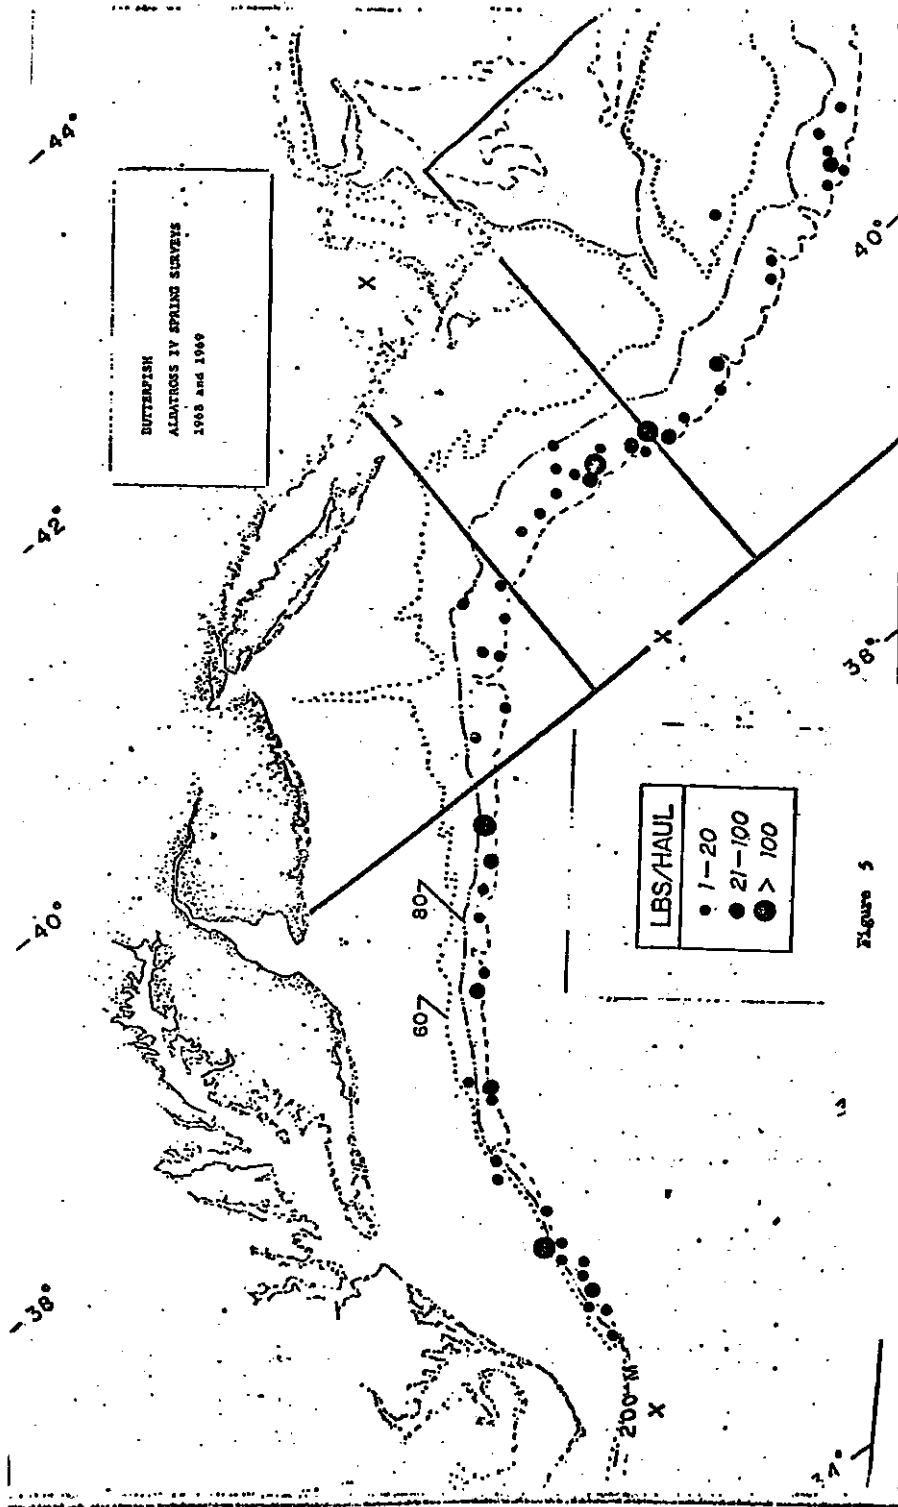 -44°
BUTTERFISH
ALBATROSS IV SPRING SURVEYS
1968 and 1969
X
-42°
40°
-40°
38°
X
60
80
LBS/HAUL
1-20
21-100
> 100
Figure 5
-38°
200 M
X